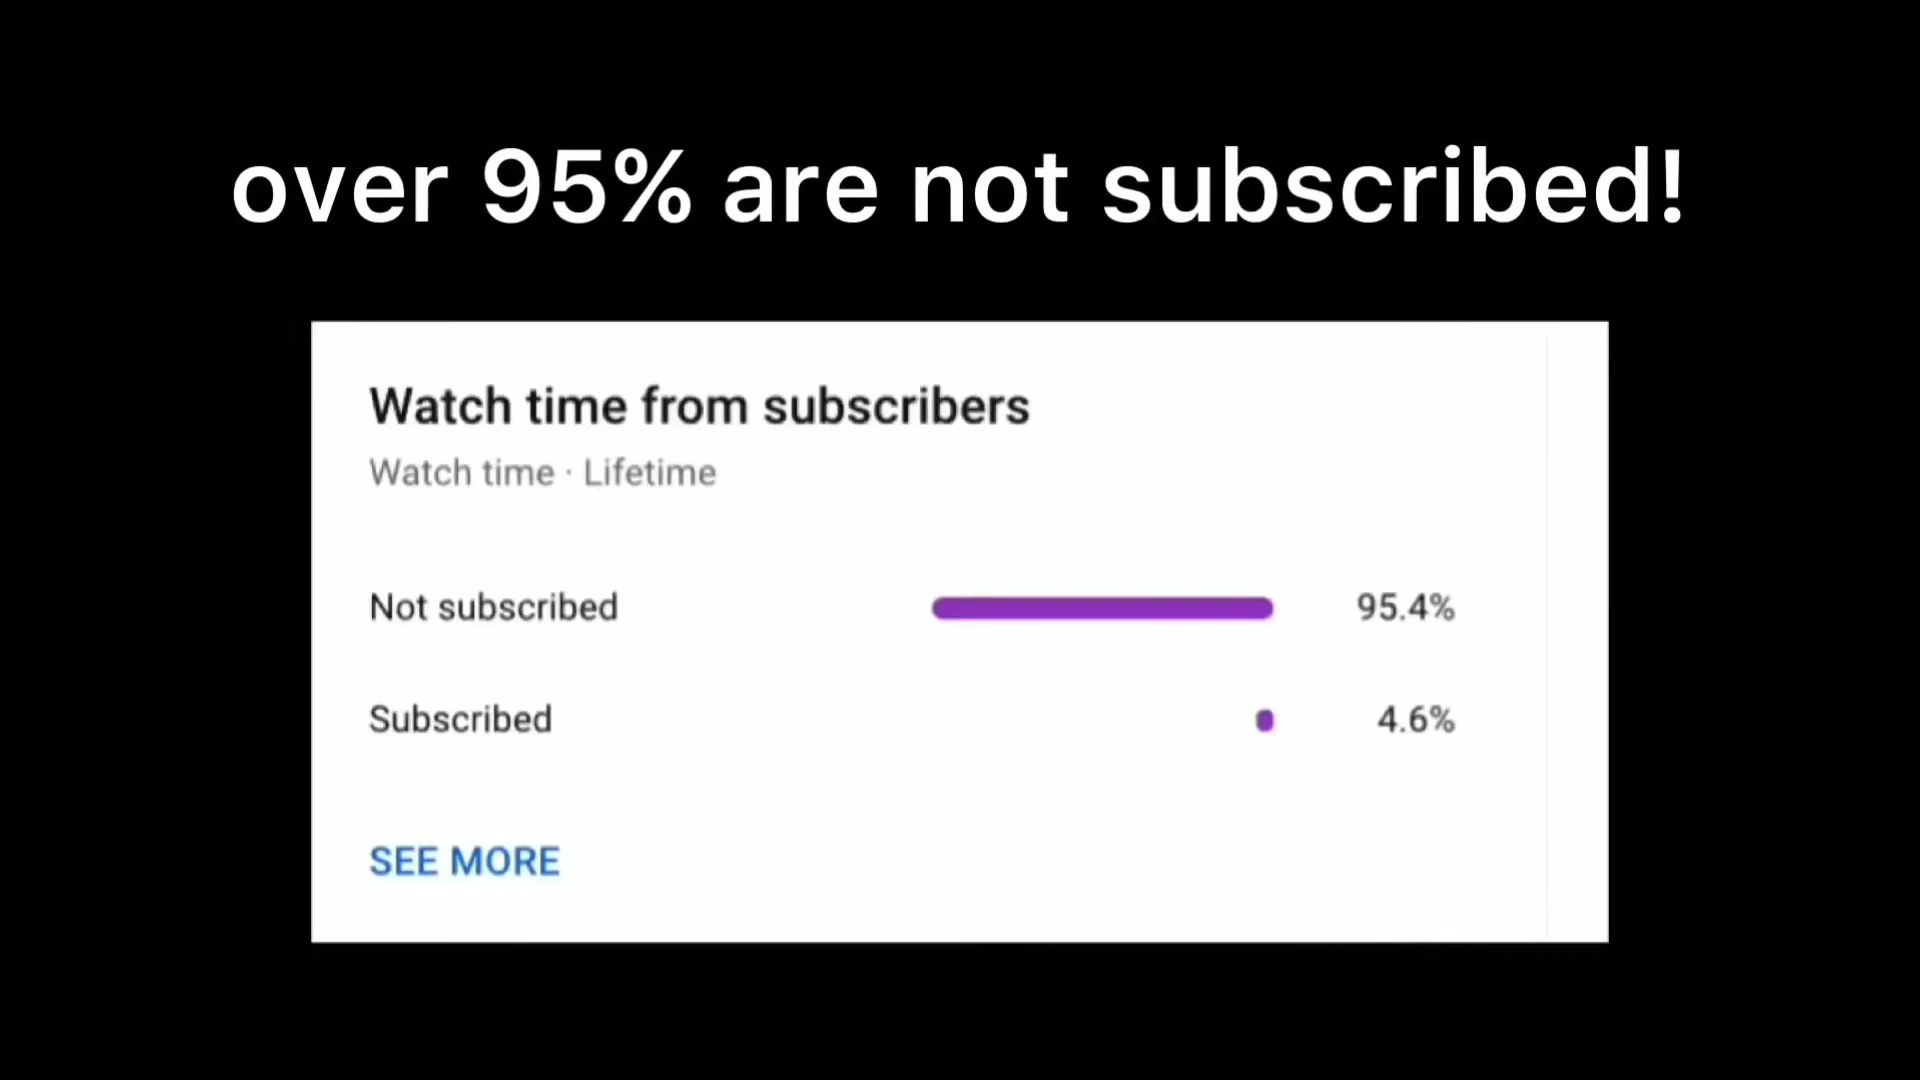 over 95% are not subscribed!
Watch time from subscribers
Watch time · Lifetime
Not subscribed 95.4%
Subscribed 4.6%
SEE MORE